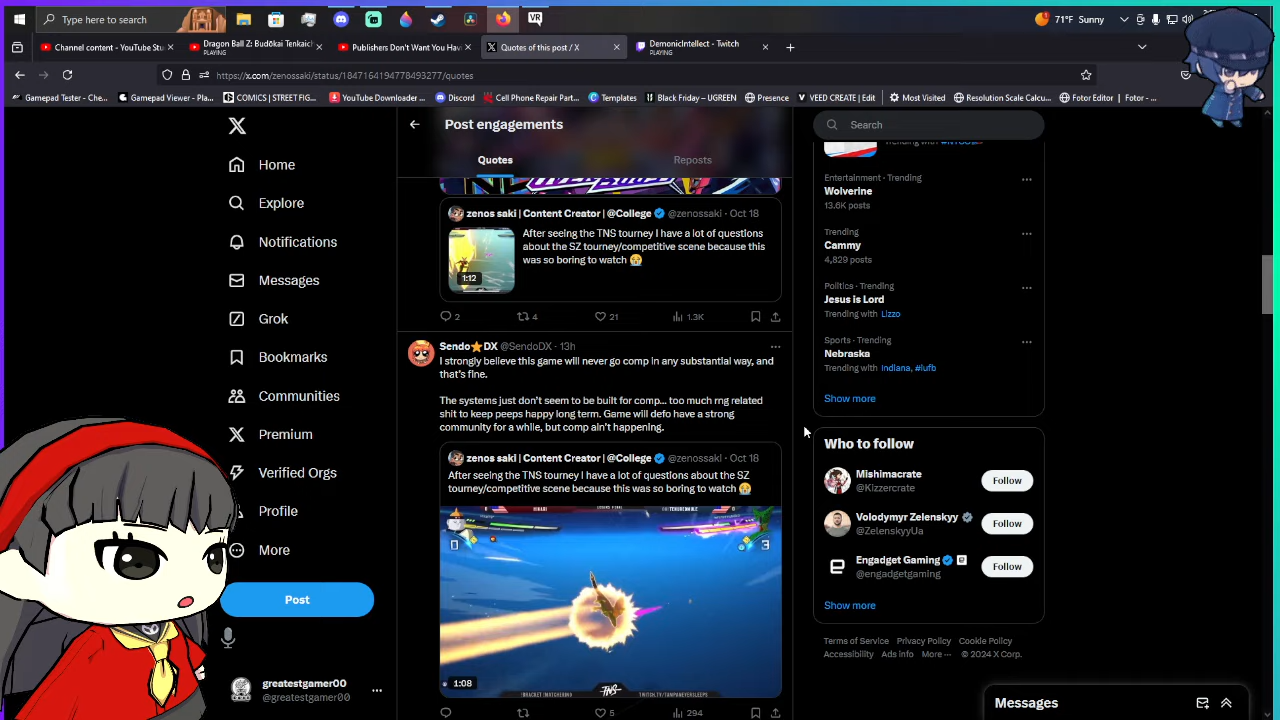 Type here to search
VR
71°F Sunny
Channel content - YouTube Stu
Dragon Ball Z: Budōkai Tenkaich
PLAYING
Publishers Don't Want You Hav
Quotes of this post / X
DemonicIntellect - Twitch
PLAYING
https://x.com/zenossaki/status/1847164194778493277/quotes
Gamepad Tester - Che...
Gamepad Viewer - Pla...
COMICS | STREET FIG...
YouTube Downloader ...
Discord
Cell Phone Repair Part...
Templates
Black Friday – UGREEN
Presence
VEED CREATE | Edit
Most Visited
Resolution Scale Calcu...
Fotor Editor | Fotor - ...
Home
Explore
Notifications
Messages
Grok
Bookmarks
Communities
Premium
Verified Orgs
Profile
More
Post
greatestgamer00
@greatestgamer00
Post engagements
Quotes
Reposts
zenos saki | Content Creator | @College @zenossaki · Oct 18
After seeing the TNS tourney I have a lot of questions
about the SZ tourney/competitive scene because this
was so boring to watch 😭
1:12
2
4
21
1.3K
Sendo⭐DX @SendoDX · 13h
I strongly believe this game will never go comp in any substantial way, and
that's fine.
The systems just don't seem to be built for comp... too much rng related
shit to keep peeps happy long term. Game will defo have a strong
community for a while, but comp ain't happening.
zenos saki | Content Creator | @College @zenossaki · Oct 18
After seeing the TNS tourney I have a lot of questions about the SZ
tourney/competitive scene because this was so boring to watch 😭
0
3
1:08
TNS
5
294
Search
Entertainment · Trending
Wolverine
13.6K posts
Trending
Cammy
4,829 posts
Politics · Trending
Jesus is Lord
Trending with Lizzo
Sports · Trending
Nebraska
Trending with Indiana, #iufb
Show more
Who to follow
Mishimacrate
@Kizzercrate
Follow
Volodymyr Zelenskyy
@ZelenskyyUa
Follow
Engadget Gaming
@engadgetgaming
Follow
Show more
Terms of Service Privacy Policy Cookie Policy
Accessibility Ads info More ··· © 2024 X Corp.
Messages